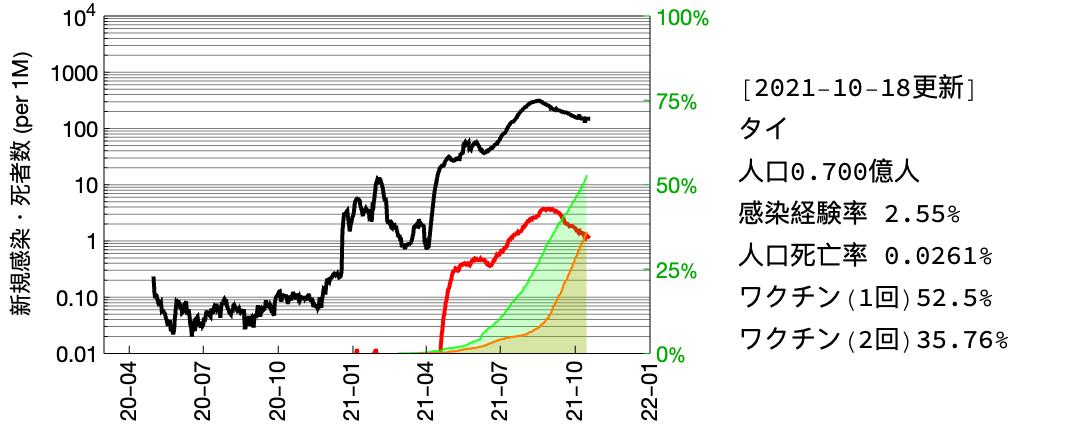 10^4
1000
100
10
1
0.10
0.01
新規感染・死者数 (per 1M)
100%
75%
50%
25%
0%
20-04
20-07
20-10
21-01
21-04
21-07
21-10
22-01
[2021-10-18更新]
タイ
人口0.700億人
感染経験率 2.55%
人口死亡率 0.0261%
ワクチン(1回)52.5%
ワクチン(2回)35.76%